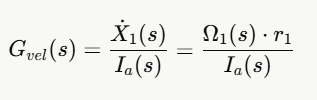 $G_{vel}(s) = \frac{\dot{X}_1(s)}{I_a(s)} = \frac{\Omega_1(s) \cdot r_1}{I_a(s)}$